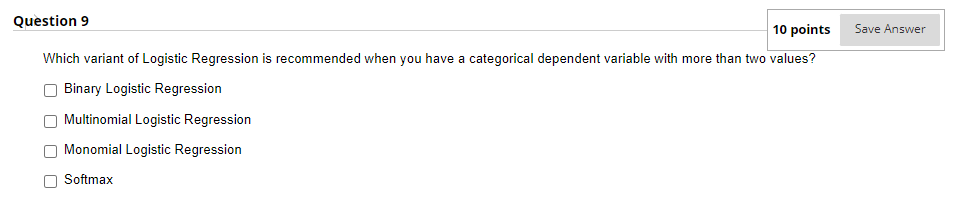 Question 9
10 points
Save Answer
Which variant of Logistic Regression is recommended when you have a categorical dependent variable with more than two values?
Binary Logistic Regression
Multinomial Logistic Regression
Monomial Logistic Regression
Softmax